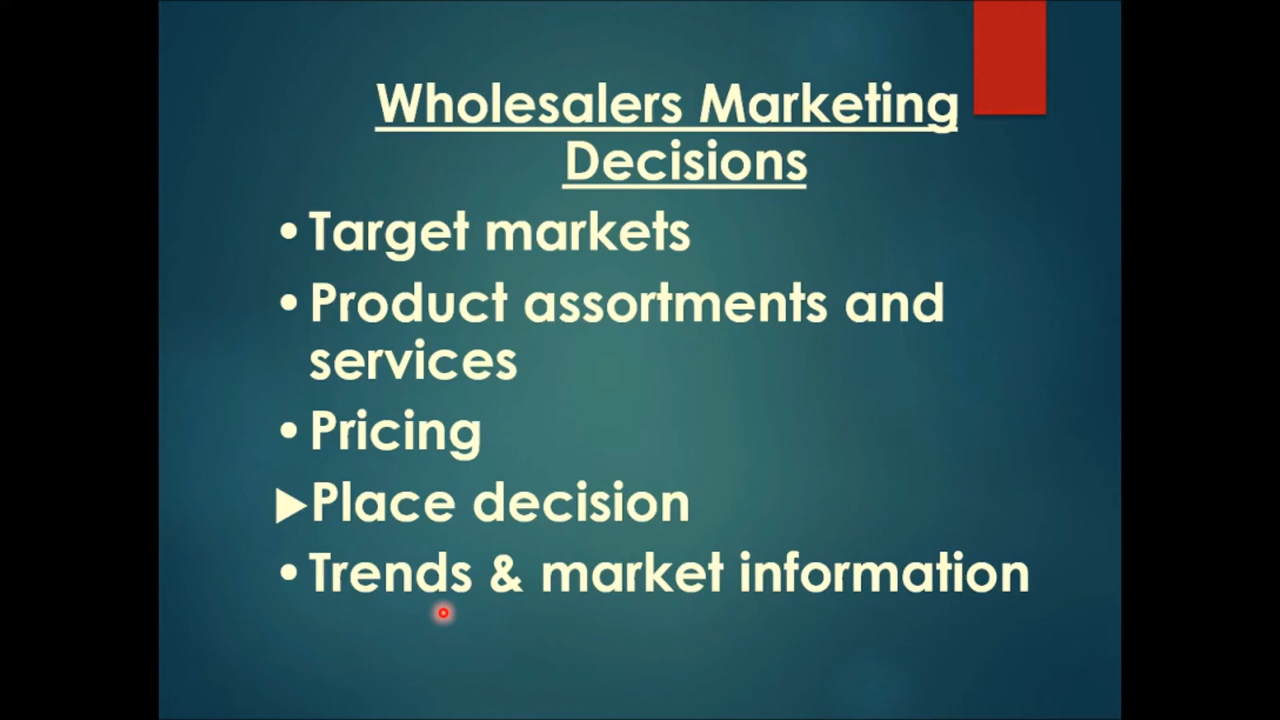 Wholesalers Marketing
Decisions
•Target markets
•Product assortments and
services
•Pricing
▶Place decision
•Trends & market information